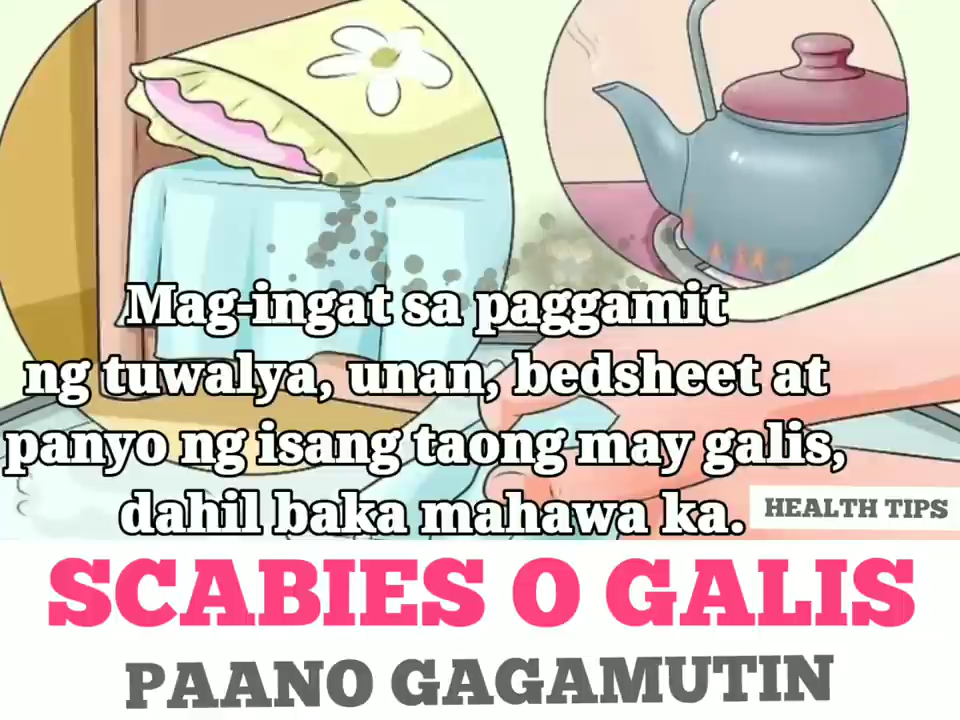 Mag-ingat sa paggamit
ng tuwalya, unan, bedsheet at
panyo ng isang taong may galis,
dahil baka mahawa ka.
HEALTH TIPS
SCABIES O GALIS
PAANO GAGAMUTIN